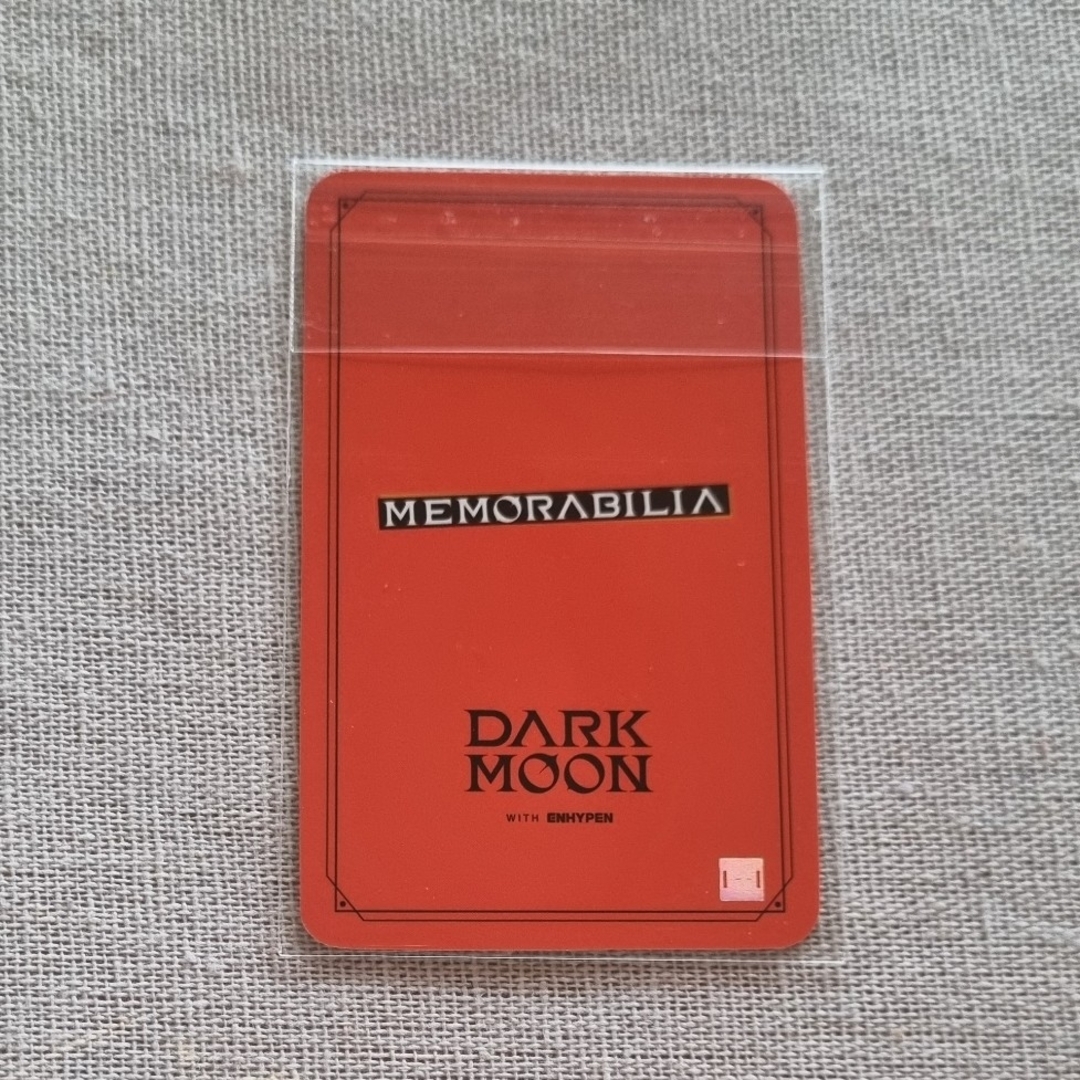 MEMORABILIA
DARK
MOON
WITH ENHYPEN